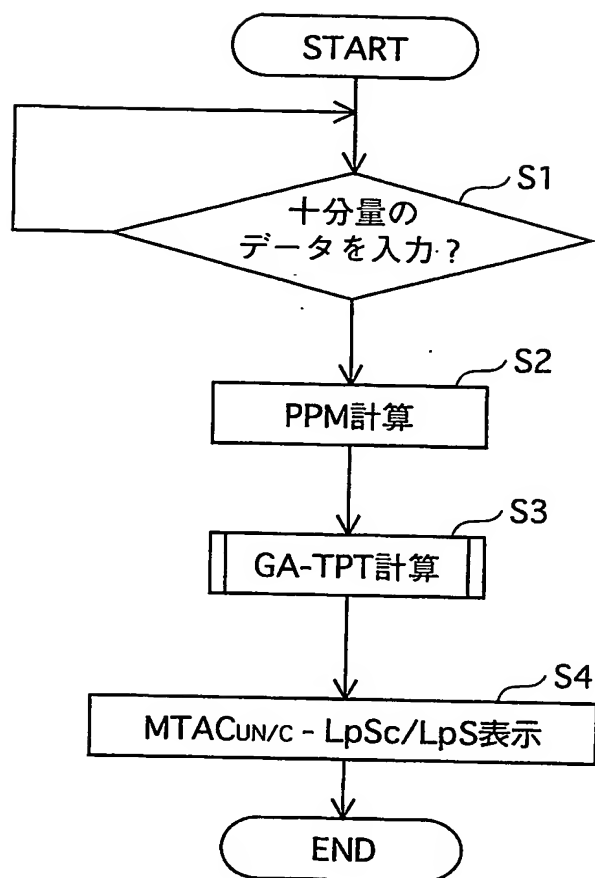 START
S1
十分量の
データを入力?
S2
PPM計算
S3
GA-TPT計算
S4
MTACUN/C - LpSc/LpS表示
END